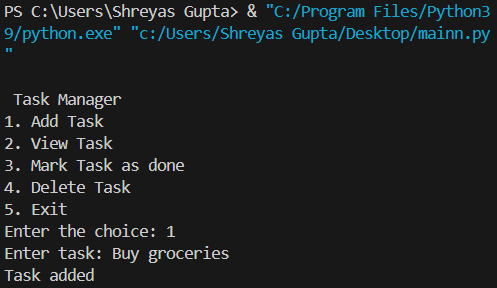 PS C:\Users\Shreyas Gupta> & "C:/Program Files/Python3
9/python.exe" "c:/Users/Shreyas Gupta/Desktop/mainn.py
"
Task Manager
1. Add Task
2. View Task
3. Mark Task as done
4. Delete Task
5. Exit
Enter the choice: 1
Enter task: Buy groceries
Task added